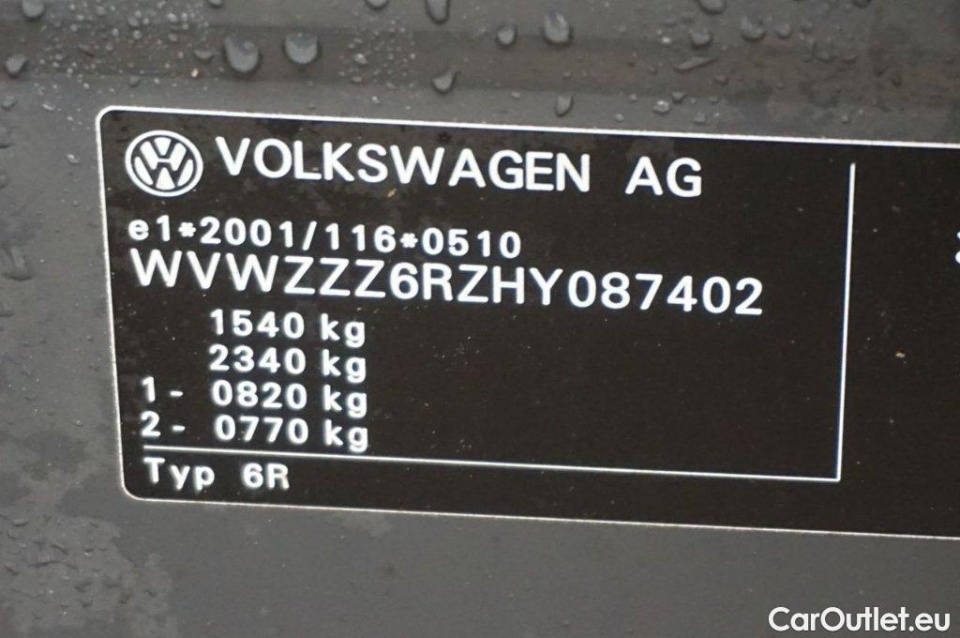 VOLKSWAGEN AG
e1*2001/116*0510
WVWZZZ6RZHY087402
1540 kg
2340 kg
1- 0820 kg
2- 0770 kg
Typ 6R
CarOutlet.eu